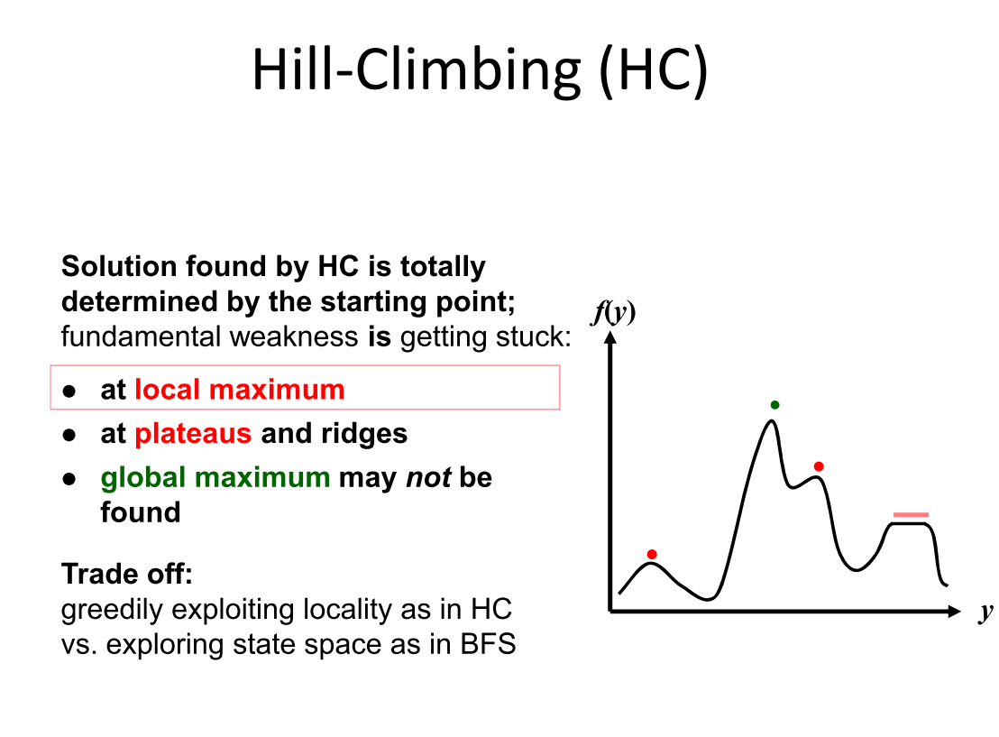 Hill-Climbing (HC)
Solution found by HC is totally
determined by the starting point;
fundamental weakness is getting stuck:
● at local maximum
● at plateaus and ridges
● global maximum may not be
found
Trade off:
greedily exploiting locality as in HC
vs. exploring state space as in BFS
f(y)
y